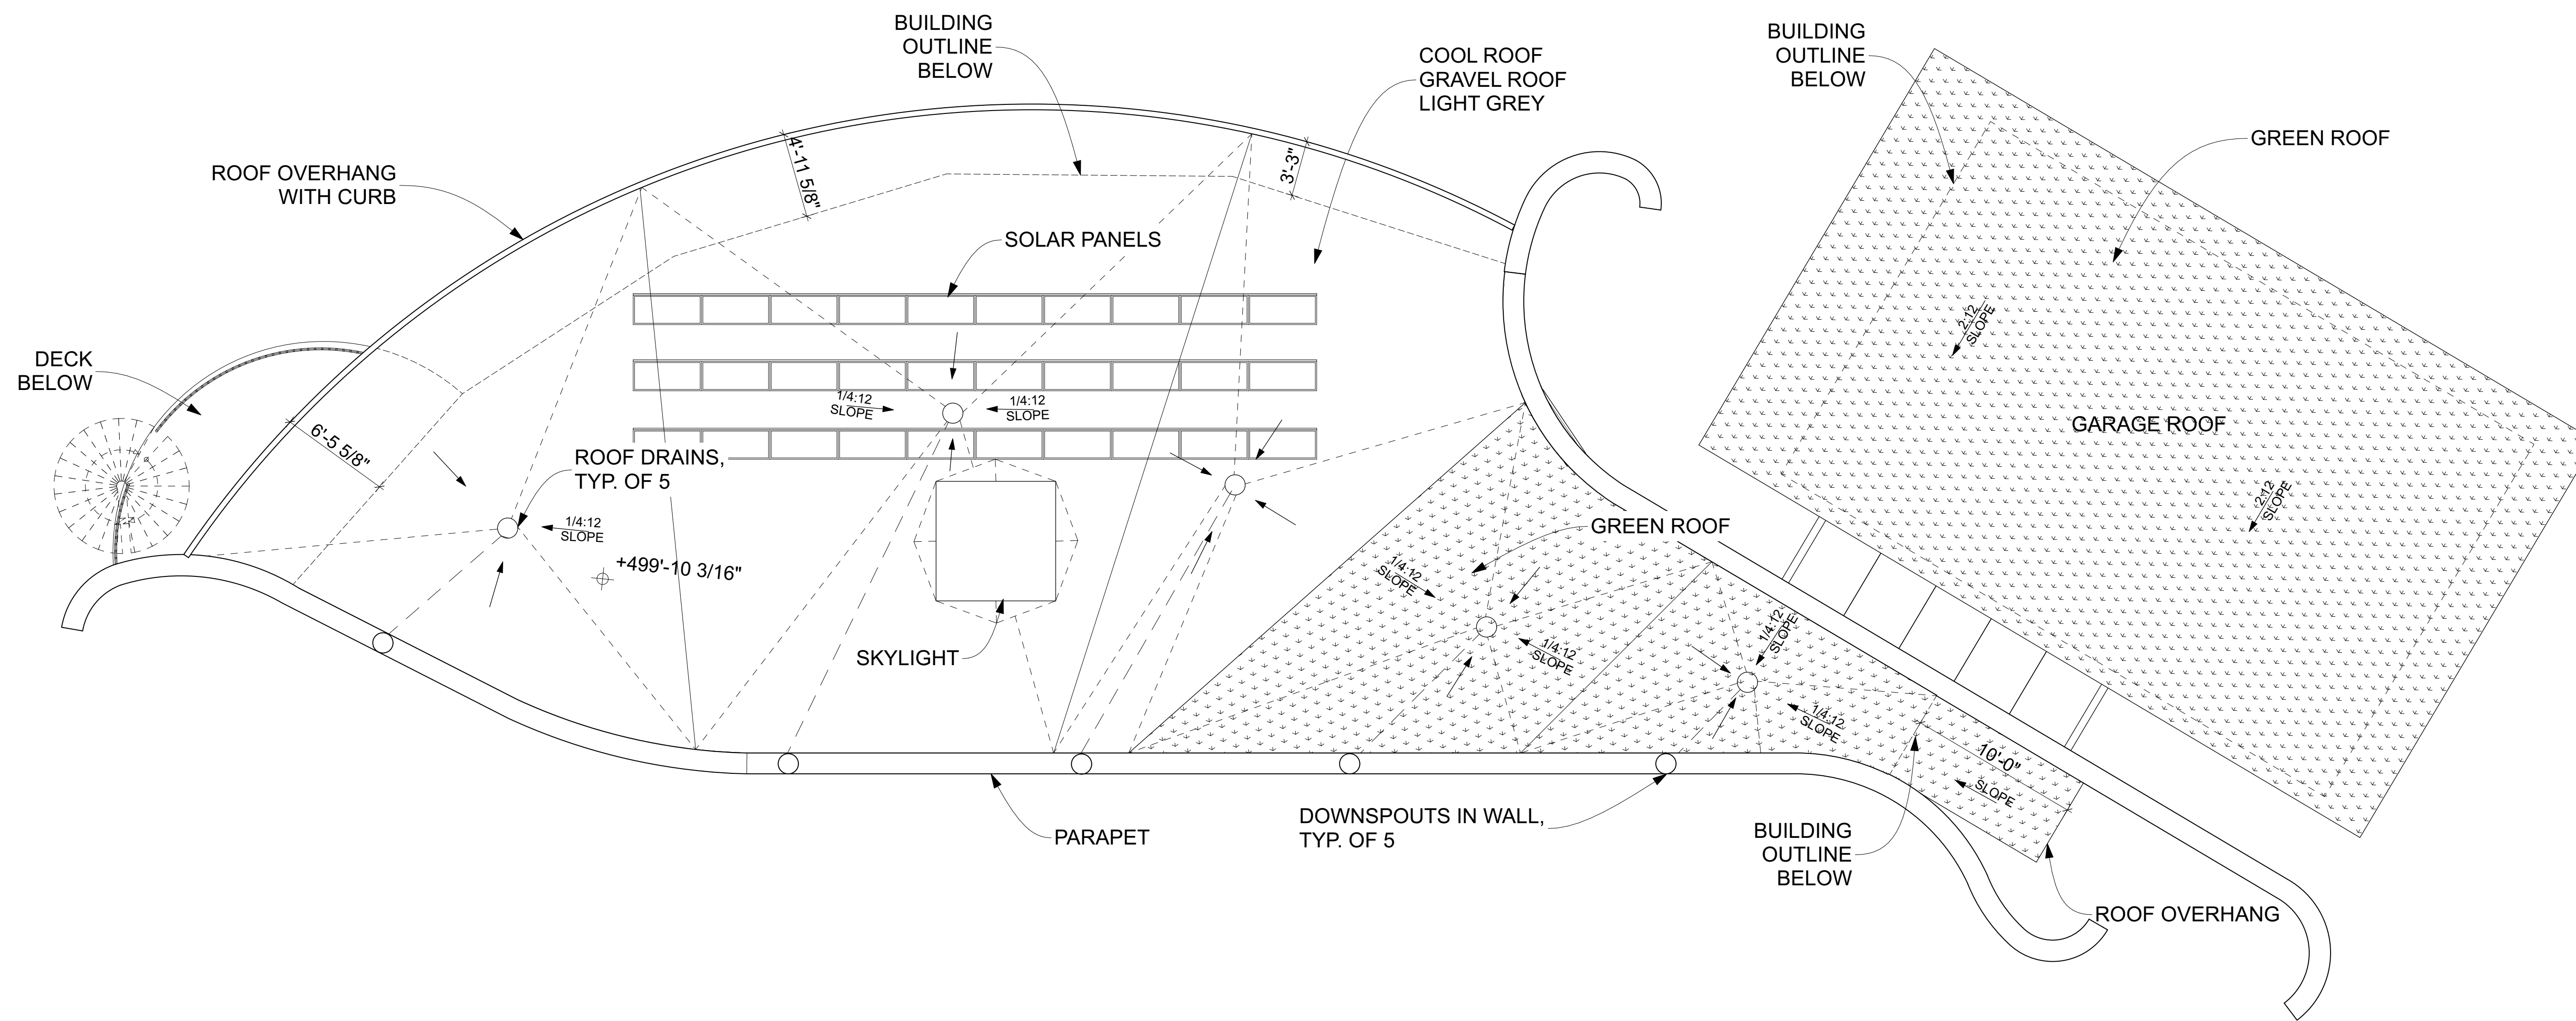 BUILDING
OUTLINE
BELOW
BUILDING
OUTLINE
BELOW
COOL ROOF
GRAVEL ROOF
LIGHT GREY
GREEN ROOF
ROOF OVERHANG
WITH CURB
4'-11 5/8"
3'-3"
SOLAR PANELS
2:12
SLOPE
DECK
BELOW
1/4:12
SLOPE
1/4:12
SLOPE
GARAGE ROOF
6'-5 5/8"
ROOF DRAINS,
TYP. OF 5
2:12
SLOPE
1/4:12
SLOPE
GREEN ROOF
+499'-10 3/16"
1/4:12
SLOPE
1/4:12
SLOPE
1/4:12
SLOPE
SKYLIGHT
1/4:12
SLOPE
10'-0"
SLOPE
PARAPET
DOWNSPOUTS IN WALL,
TYP. OF 5
BUILDING
OUTLINE
BELOW
ROOF OVERHANG